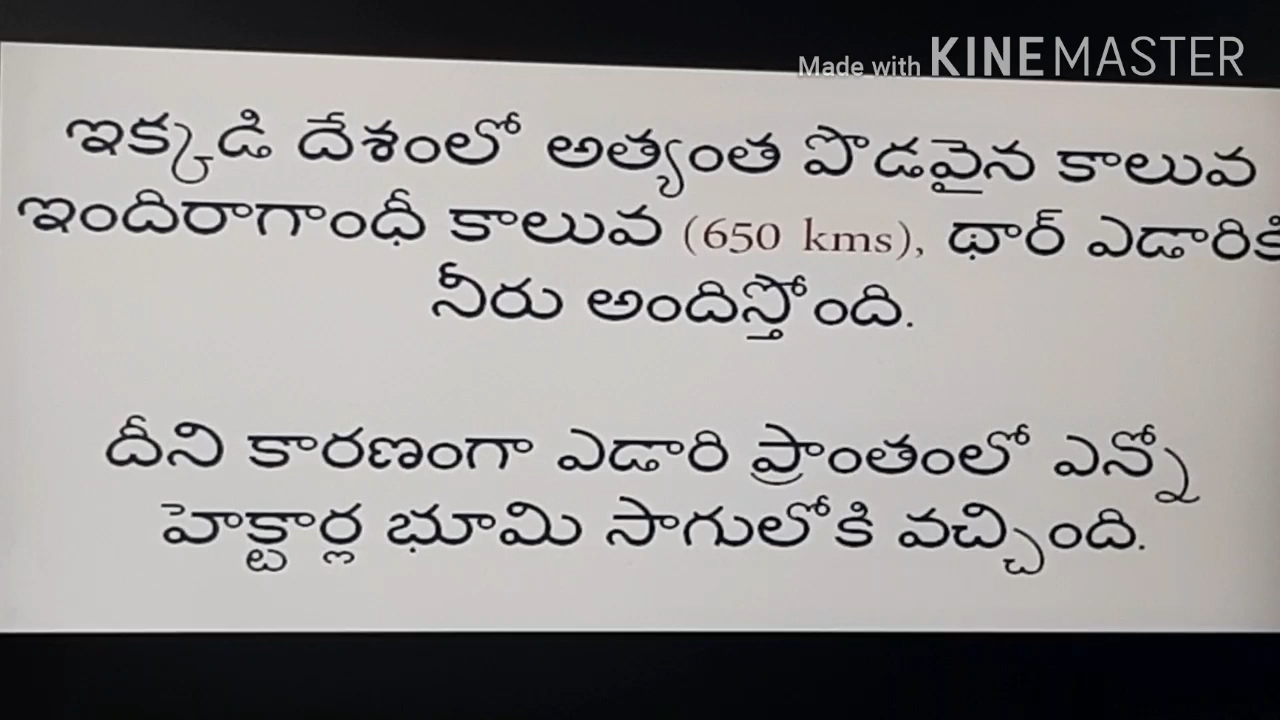 Made with KINEMASTER
ఇక్కడి దేశంలో అత్యంత పొడవైన కాలువ
ఇందిరాగాంధీ కాలువ (650 kms), థార్ ఎడారికి
నీరు అందిస్తోంది.
దీని కారణంగా ఎడారి ప్రాంతంలో ఎన్నో
హెక్టార్ల భూమి సాగులోకి వచ్చింది.